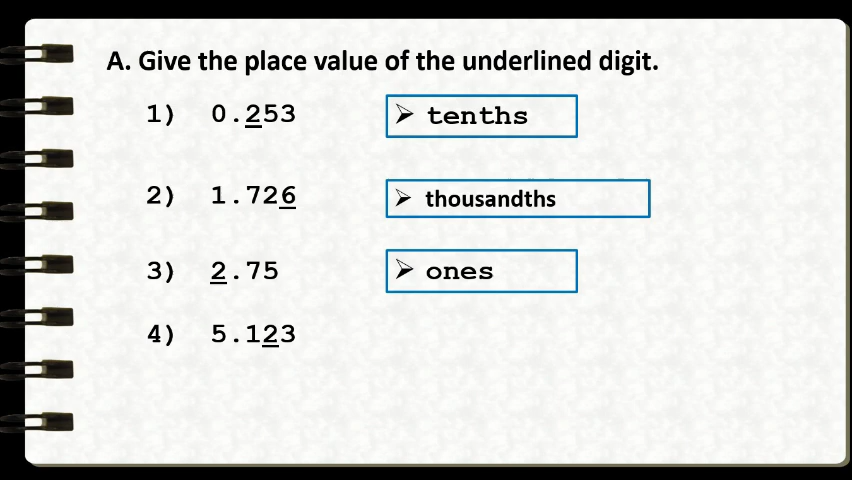 A. Give the place value of the underlined digit.
1) 0.253 ➢ tenths
2) 1.726 ➢ thousandths
3) 2.75 ➢ ones
4) 5.123